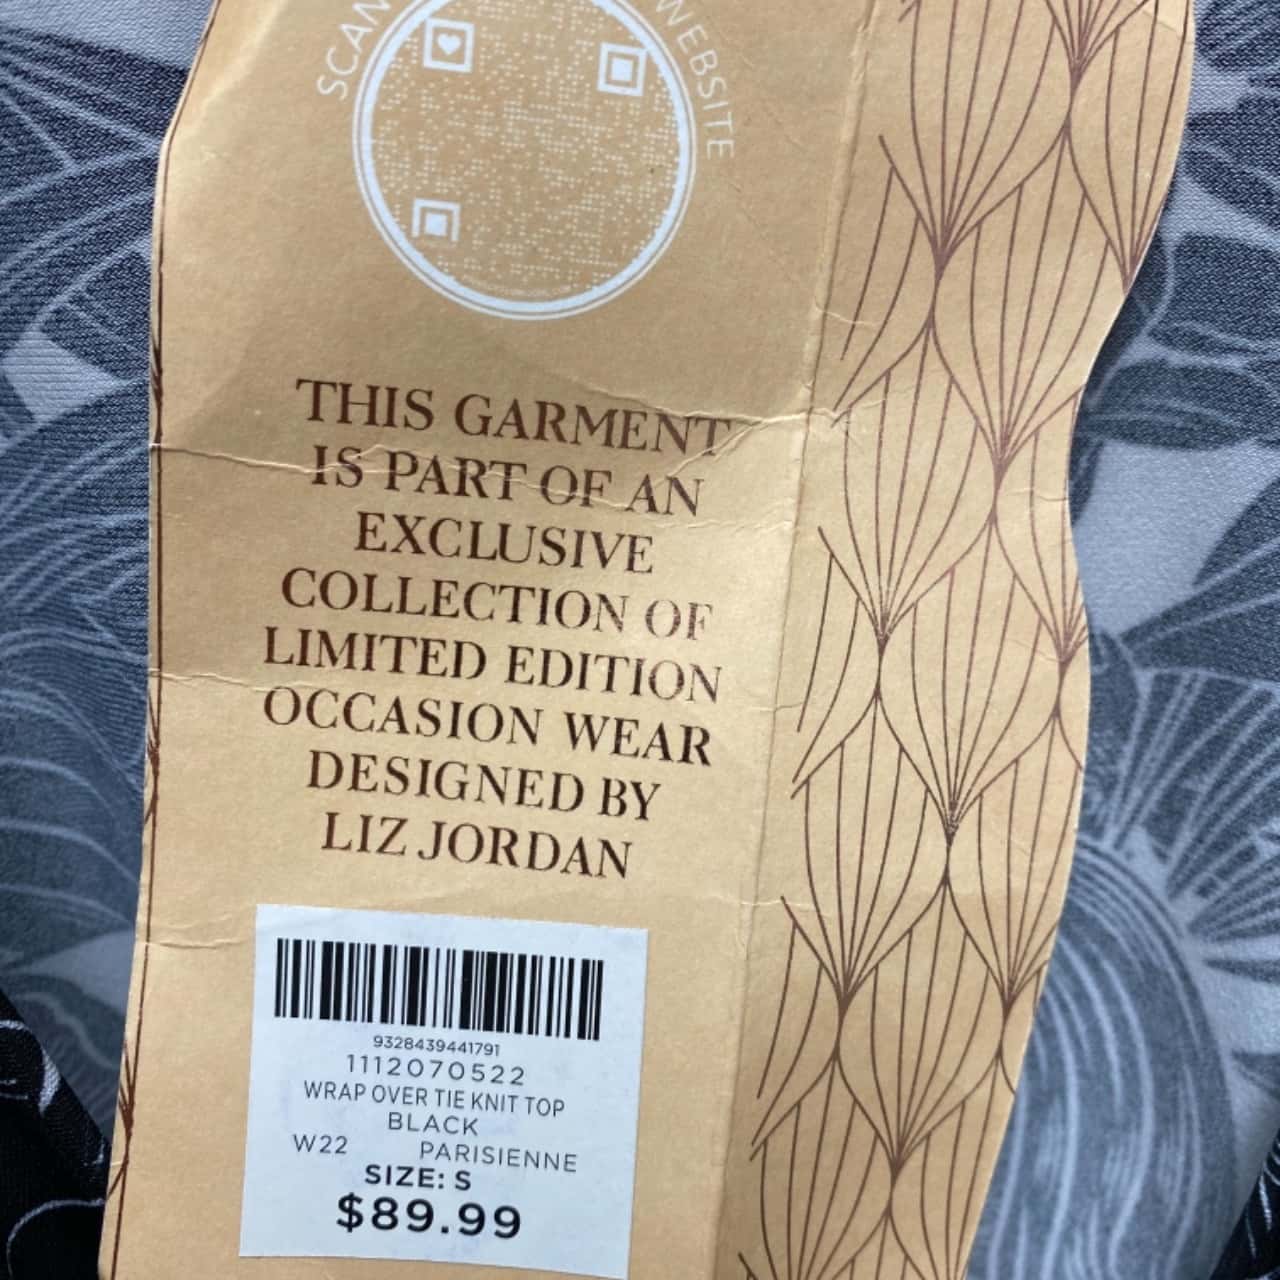 SCAN
WEBSITE
THIS GARMENT
IS PART OF AN
EXCLUSIVE
COLLECTION OF
LIMITED EDITION
OCCASION WEAR
DESIGNED BY
LIZ JORDAN
9328439441791
1112070522
WRAP OVER TIE KNIT TOP
BLACK
W22 PARISIENNE
SIZE: S
$89.99